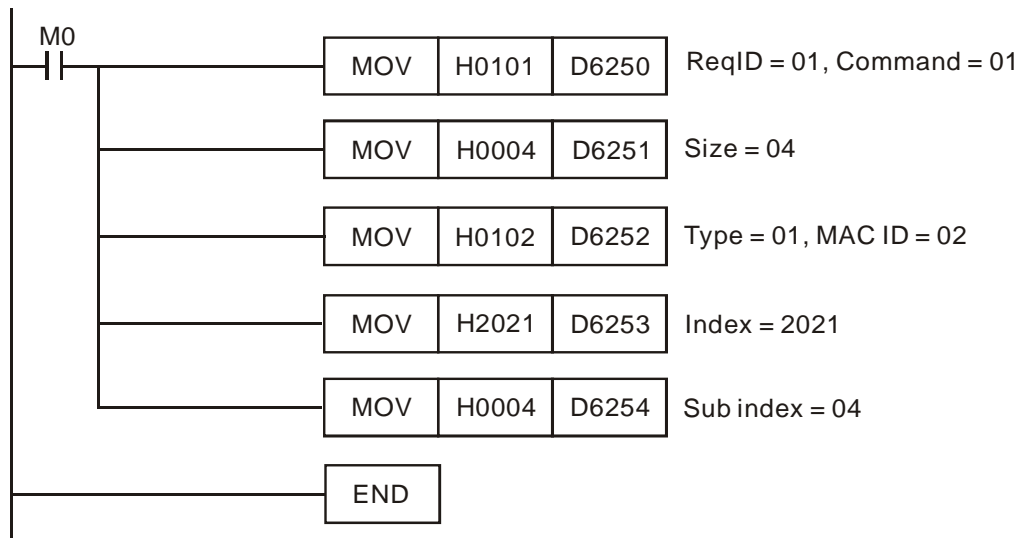 M0
MOV H0101 D6250 ReqID = 01, Command = 01
MOV H0004 D6251 Size = 04
MOV H0102 D6252 Type = 01, MAC ID = 02
MOV H2021 D6253 Index = 2021
MOV H0004 D6254 Sub index = 04
END